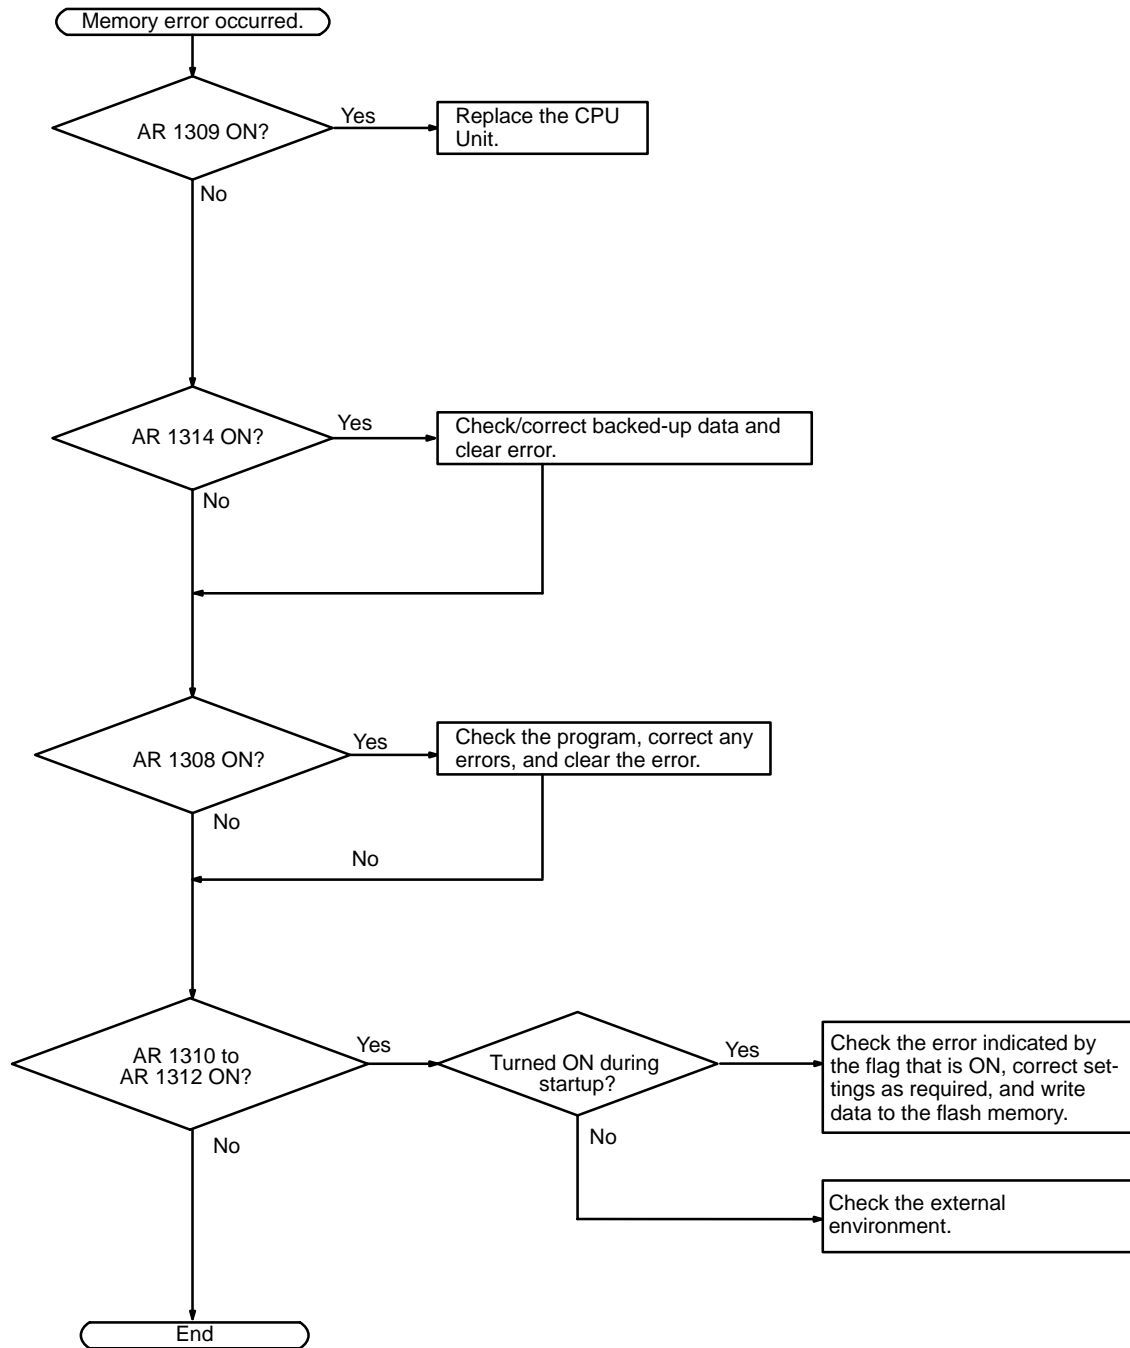 Memory error occurred.
AR 1309 ON?
Yes
Replace the CPU
Unit.
No
AR 1314 ON?
Yes
Check/correct backed-up data and
clear error.
No
AR 1308 ON?
Yes
Check the program, correct any
errors, and clear the error.
No
No
AR 1310 to
AR 1312 ON?
Yes
Turned ON during
startup?
Yes
Check the error indicated by
the flag that is ON, correct set-
tings as required, and write
data to the flash memory.
No
No
Check the external
environment.
End